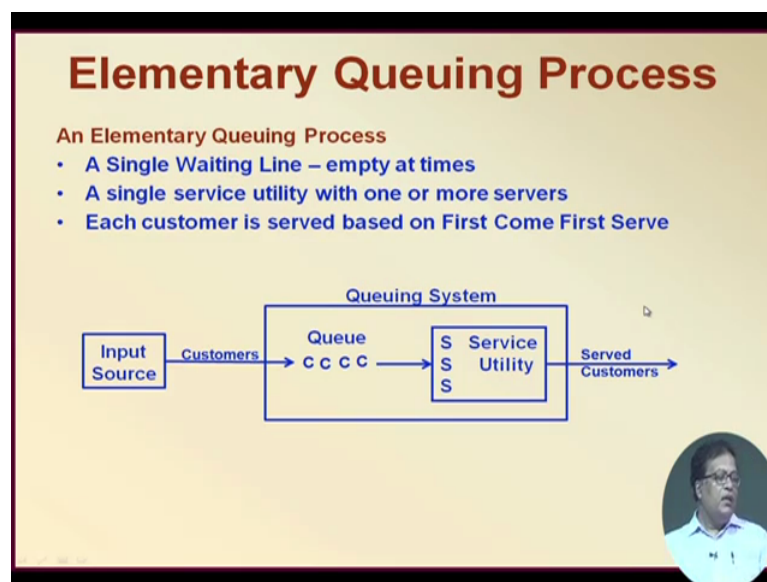 Elementary Queuing Process
An Elementary Queuing Process
• A Single Waiting Line – empty at times
• A single service utility with one or more servers
• Each customer is served based on First Come First Serve
Queuing System
Input
Source
Customers
Queue
C C C C
S Service
S Utility
S
Served
Customers